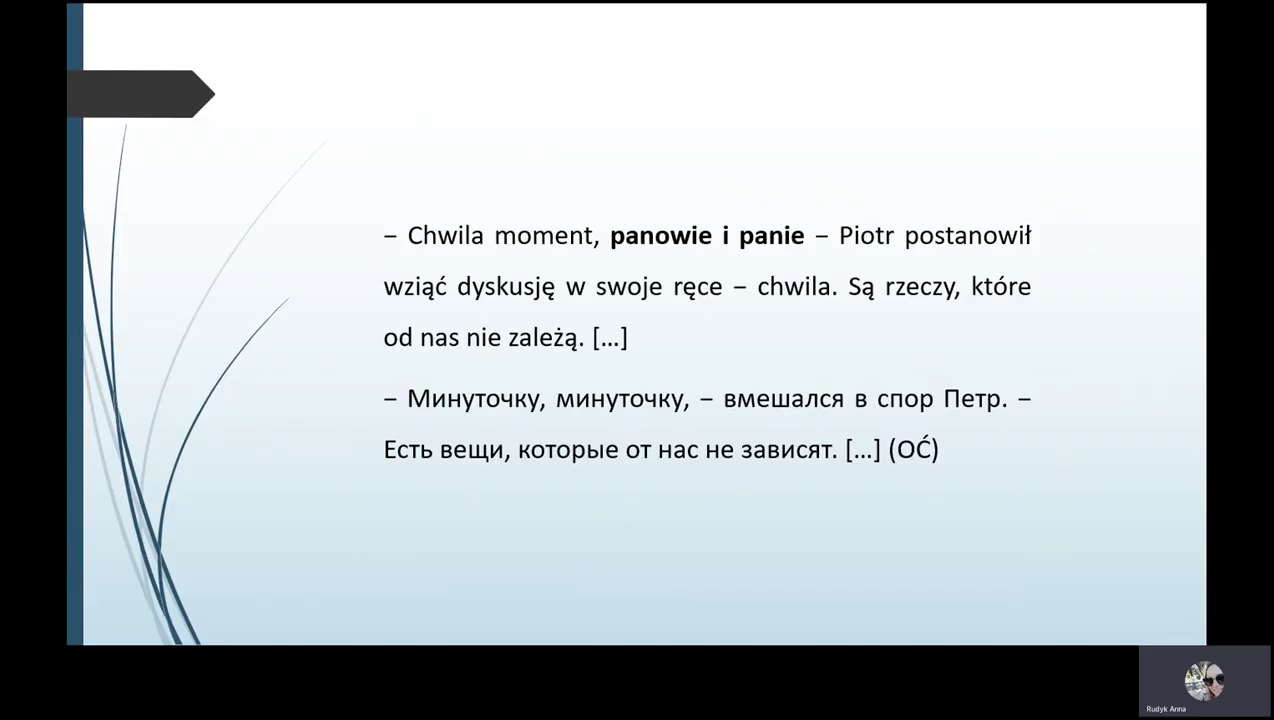 − Chwila moment, panowie i panie − Piotr postanowił
wziąć dyskusję w swoje ręce − chwila. Są rzeczy, które
od nas nie zależą. […]
− Минуточку, минуточку, − вмешался в спор Петр. −
Есть вещи, которые от нас не зависят. […] (OĆ)
Rudyk Anna